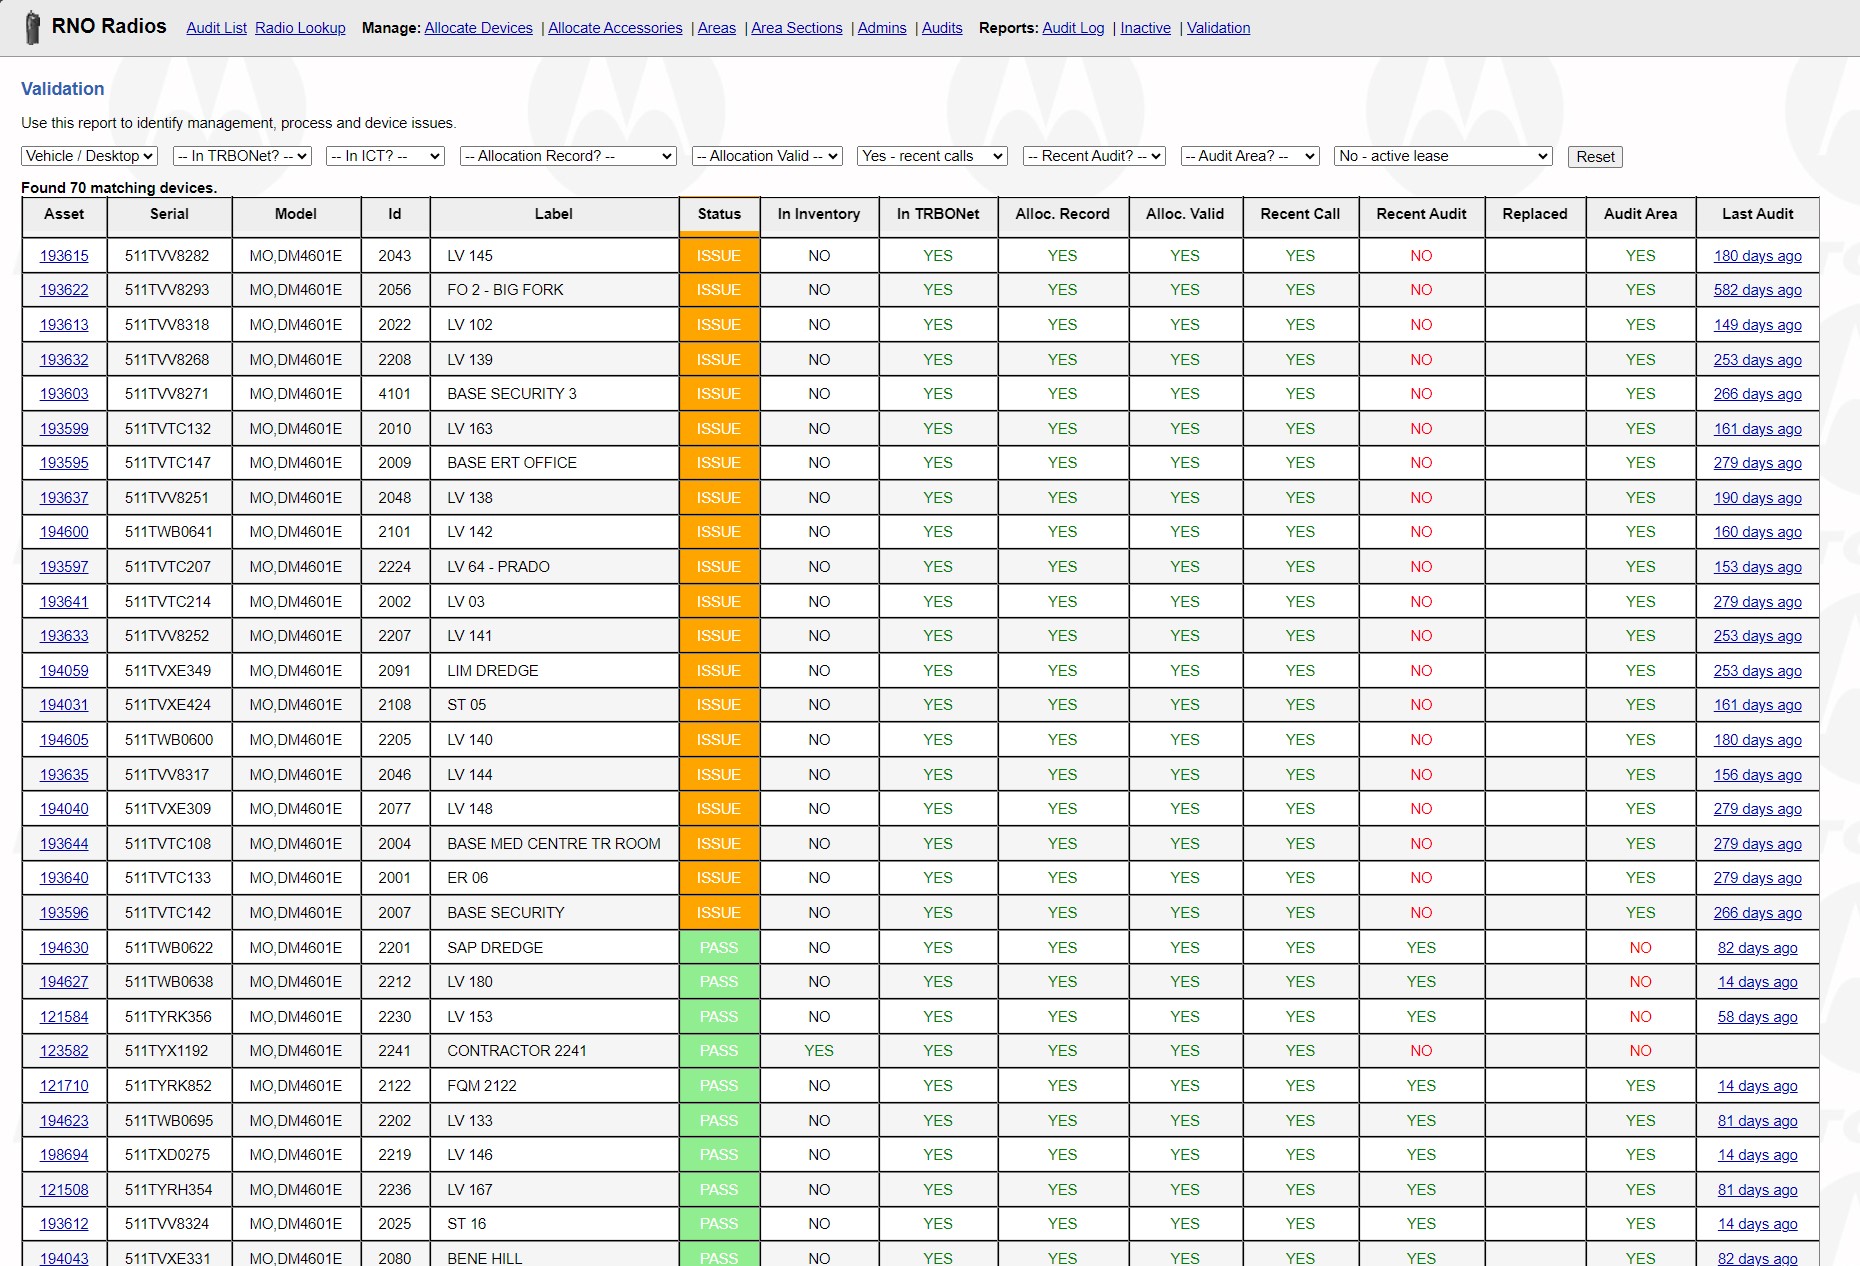 RNO Radios Audit List Radio Lookup Manage: Allocate Devices | Allocate Accessories | Areas | Area Sections | Admins | Audits Reports: Audit Log | Inactive | Validation
Validation
Use this report to identify management, process and device issues.
Vehicle / Desktop -- In TRBONet? -- -- In ICT? -- -- Allocation Record? -- -- Allocation Valid -- Yes - recent calls -- Recent Audit? -- -- Audit Area? -- No - active lease Reset
Found 70 matching devices.
Asset Serial Model Id Label Status In Inventory In TRBONet Alloc. Record Alloc. Valid Recent Call Recent Audit Replaced Audit Area Last Audit
193615 511TVV8282 MO,DM4601E 2043 LV 145 ISSUE NO YES YES YES YES NO YES 180 days ago
193622 511TVV8293 MO,DM4601E 2056 FO 2 - BIG FORK ISSUE NO YES YES YES YES NO YES 582 days ago
193613 511TVV8318 MO,DM4601E 2022 LV 102 ISSUE NO YES YES YES YES NO YES 149 days ago
193632 511TVV8268 MO,DM4601E 2208 LV 139 ISSUE NO YES YES YES YES NO YES 253 days ago
193603 511TVV8271 MO,DM4601E 4101 BASE SECURITY 3 ISSUE NO YES YES YES YES NO YES 266 days ago
193599 511TVTC132 MO,DM4601E 2010 LV 163 ISSUE NO YES YES YES YES NO YES 161 days ago
193595 511TVTC147 MO,DM4601E 2009 BASE ERT OFFICE ISSUE NO YES YES YES YES NO YES 279 days ago
193637 511TVV8251 MO,DM4601E 2048 LV 138 ISSUE NO YES YES YES YES NO YES 190 days ago
194600 511TWB0641 MO,DM4601E 2101 LV 142 ISSUE NO YES YES YES YES NO YES 160 days ago
193597 511TVTC207 MO,DM4601E 2224 LV 64 - PRADO ISSUE NO YES YES YES YES NO YES 153 days ago
193641 511TVTC214 MO,DM4601E 2002 LV 03 ISSUE NO YES YES YES YES NO YES 279 days ago
193633 511TVV8252 MO,DM4601E 2207 LV 141 ISSUE NO YES YES YES YES NO YES 253 days ago
194059 511TVXE349 MO,DM4601E 2091 LIM DREDGE ISSUE NO YES YES YES YES NO YES 253 days ago
194031 511TVXE424 MO,DM4601E 2108 ST 05 ISSUE NO YES YES YES YES NO YES 161 days ago
194605 511TWB0600 MO,DM4601E 2205 LV 140 ISSUE NO YES YES YES YES NO YES 180 days ago
193635 511TVV8317 MO,DM4601E 2046 LV 144 ISSUE NO YES YES YES YES NO YES 156 days ago
194040 511TVXE309 MO,DM4601E 2077 LV 148 ISSUE NO YES YES YES YES NO YES 279 days ago
193644 511TVTC108 MO,DM4601E 2004 BASE MED CENTRE TR ROOM ISSUE NO YES YES YES YES NO YES 279 days ago
193640 511TVTC133 MO,DM4601E 2001 ER 06 ISSUE NO YES YES YES YES NO YES 279 days ago
193596 511TVTC142 MO,DM4601E 2007 BASE SECURITY ISSUE NO YES YES YES YES NO YES 266 days ago
194630 511TWB0622 MO,DM4601E 2201 SAP DREDGE PASS NO YES YES YES YES YES NO 82 days ago
194627 511TWB0638 MO,DM4601E 2212 LV 180 PASS NO YES YES YES YES YES NO 14 days ago
121584 511TYRK356 MO,DM4601E 2230 LV 153 PASS NO YES YES YES YES YES NO 58 days ago
123582 511TYX1192 MO,DM4601E 2241 CONTRACTOR 2241 PASS YES YES YES YES YES NO NO
121710 511TYRK852 MO,DM4601E 2122 FQM 2122 PASS NO YES YES YES YES YES YES 14 days ago
194623 511TWB0695 MO,DM4601E 2202 LV 133 PASS NO YES YES YES YES YES YES 81 days ago
198694 511TXD0275 MO,DM4601E 2219 LV 146 PASS NO YES YES YES YES YES YES 14 days ago
121508 511TYRH354 MO,DM4601E 2236 LV 167 PASS NO YES YES YES YES YES YES 81 days ago
193612 511TVV8324 MO,DM4601E 2025 ST 16 PASS NO YES YES YES YES YES YES 14 days ago
194043 511TVXE331 MO,DM4601E 2080 BENE HILL PASS NO YES YES YES YES YES YES 82 days ago